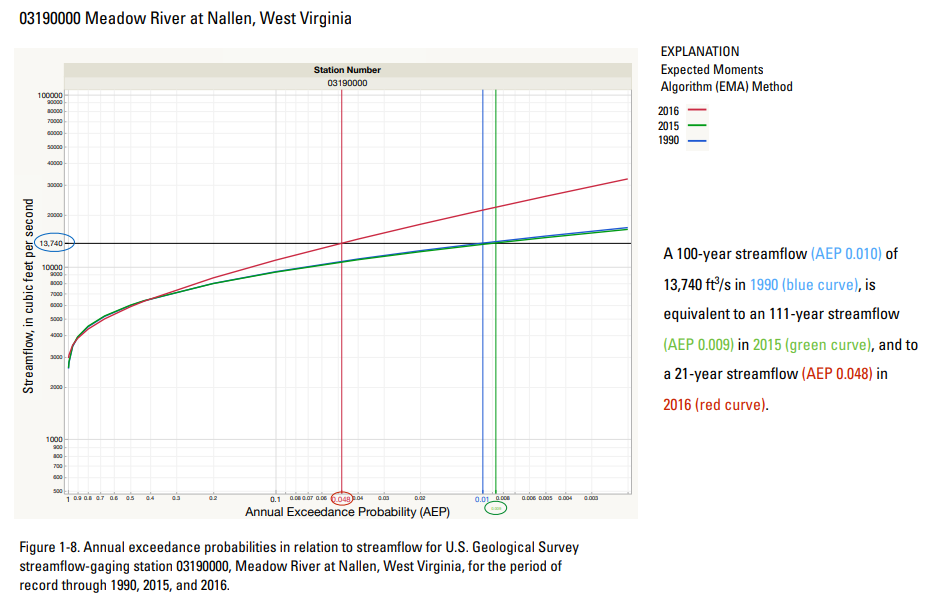 03190000 Meadow River at Nallen, West Virginia
Station Number
03190000
EXPLANATION
Expected Moments
Algorithm (EMA) Method
2016
2015
1990
Streamflow, in cubic feet per second
100000
90000
80000
70000
60000
50000
40000
30000
20000
13,740
10000
9000
8000
7000
6000
5000
4000
3000
2000
1000
900
800
700
600
500
1 0.9 0.8 0.7 0.6 0.5 0.4 0.3 0.2 0.1 0.08 0.07 0.06 0.048 0.04 0.03 0.02 0.01 0.008 0.006 0.005 0.004 0.003
0.009
Annual Exceedance Probability (AEP)
A 100-year streamflow (AEP 0.010) of
13,740 ft³/s in 1990 (blue curve), is
equivalent to an 111-year streamflow
(AEP 0.009) in 2015 (green curve), and to
a 21-year streamflow (AEP 0.048) in
2016 (red curve).
Figure 1-8. Annual exceedance probabilities in relation to streamflow for U.S. Geological Survey
streamflow-gaging station 03190000, Meadow River at Nallen, West Virginia, for the period of
record through 1990, 2015, and 2016.